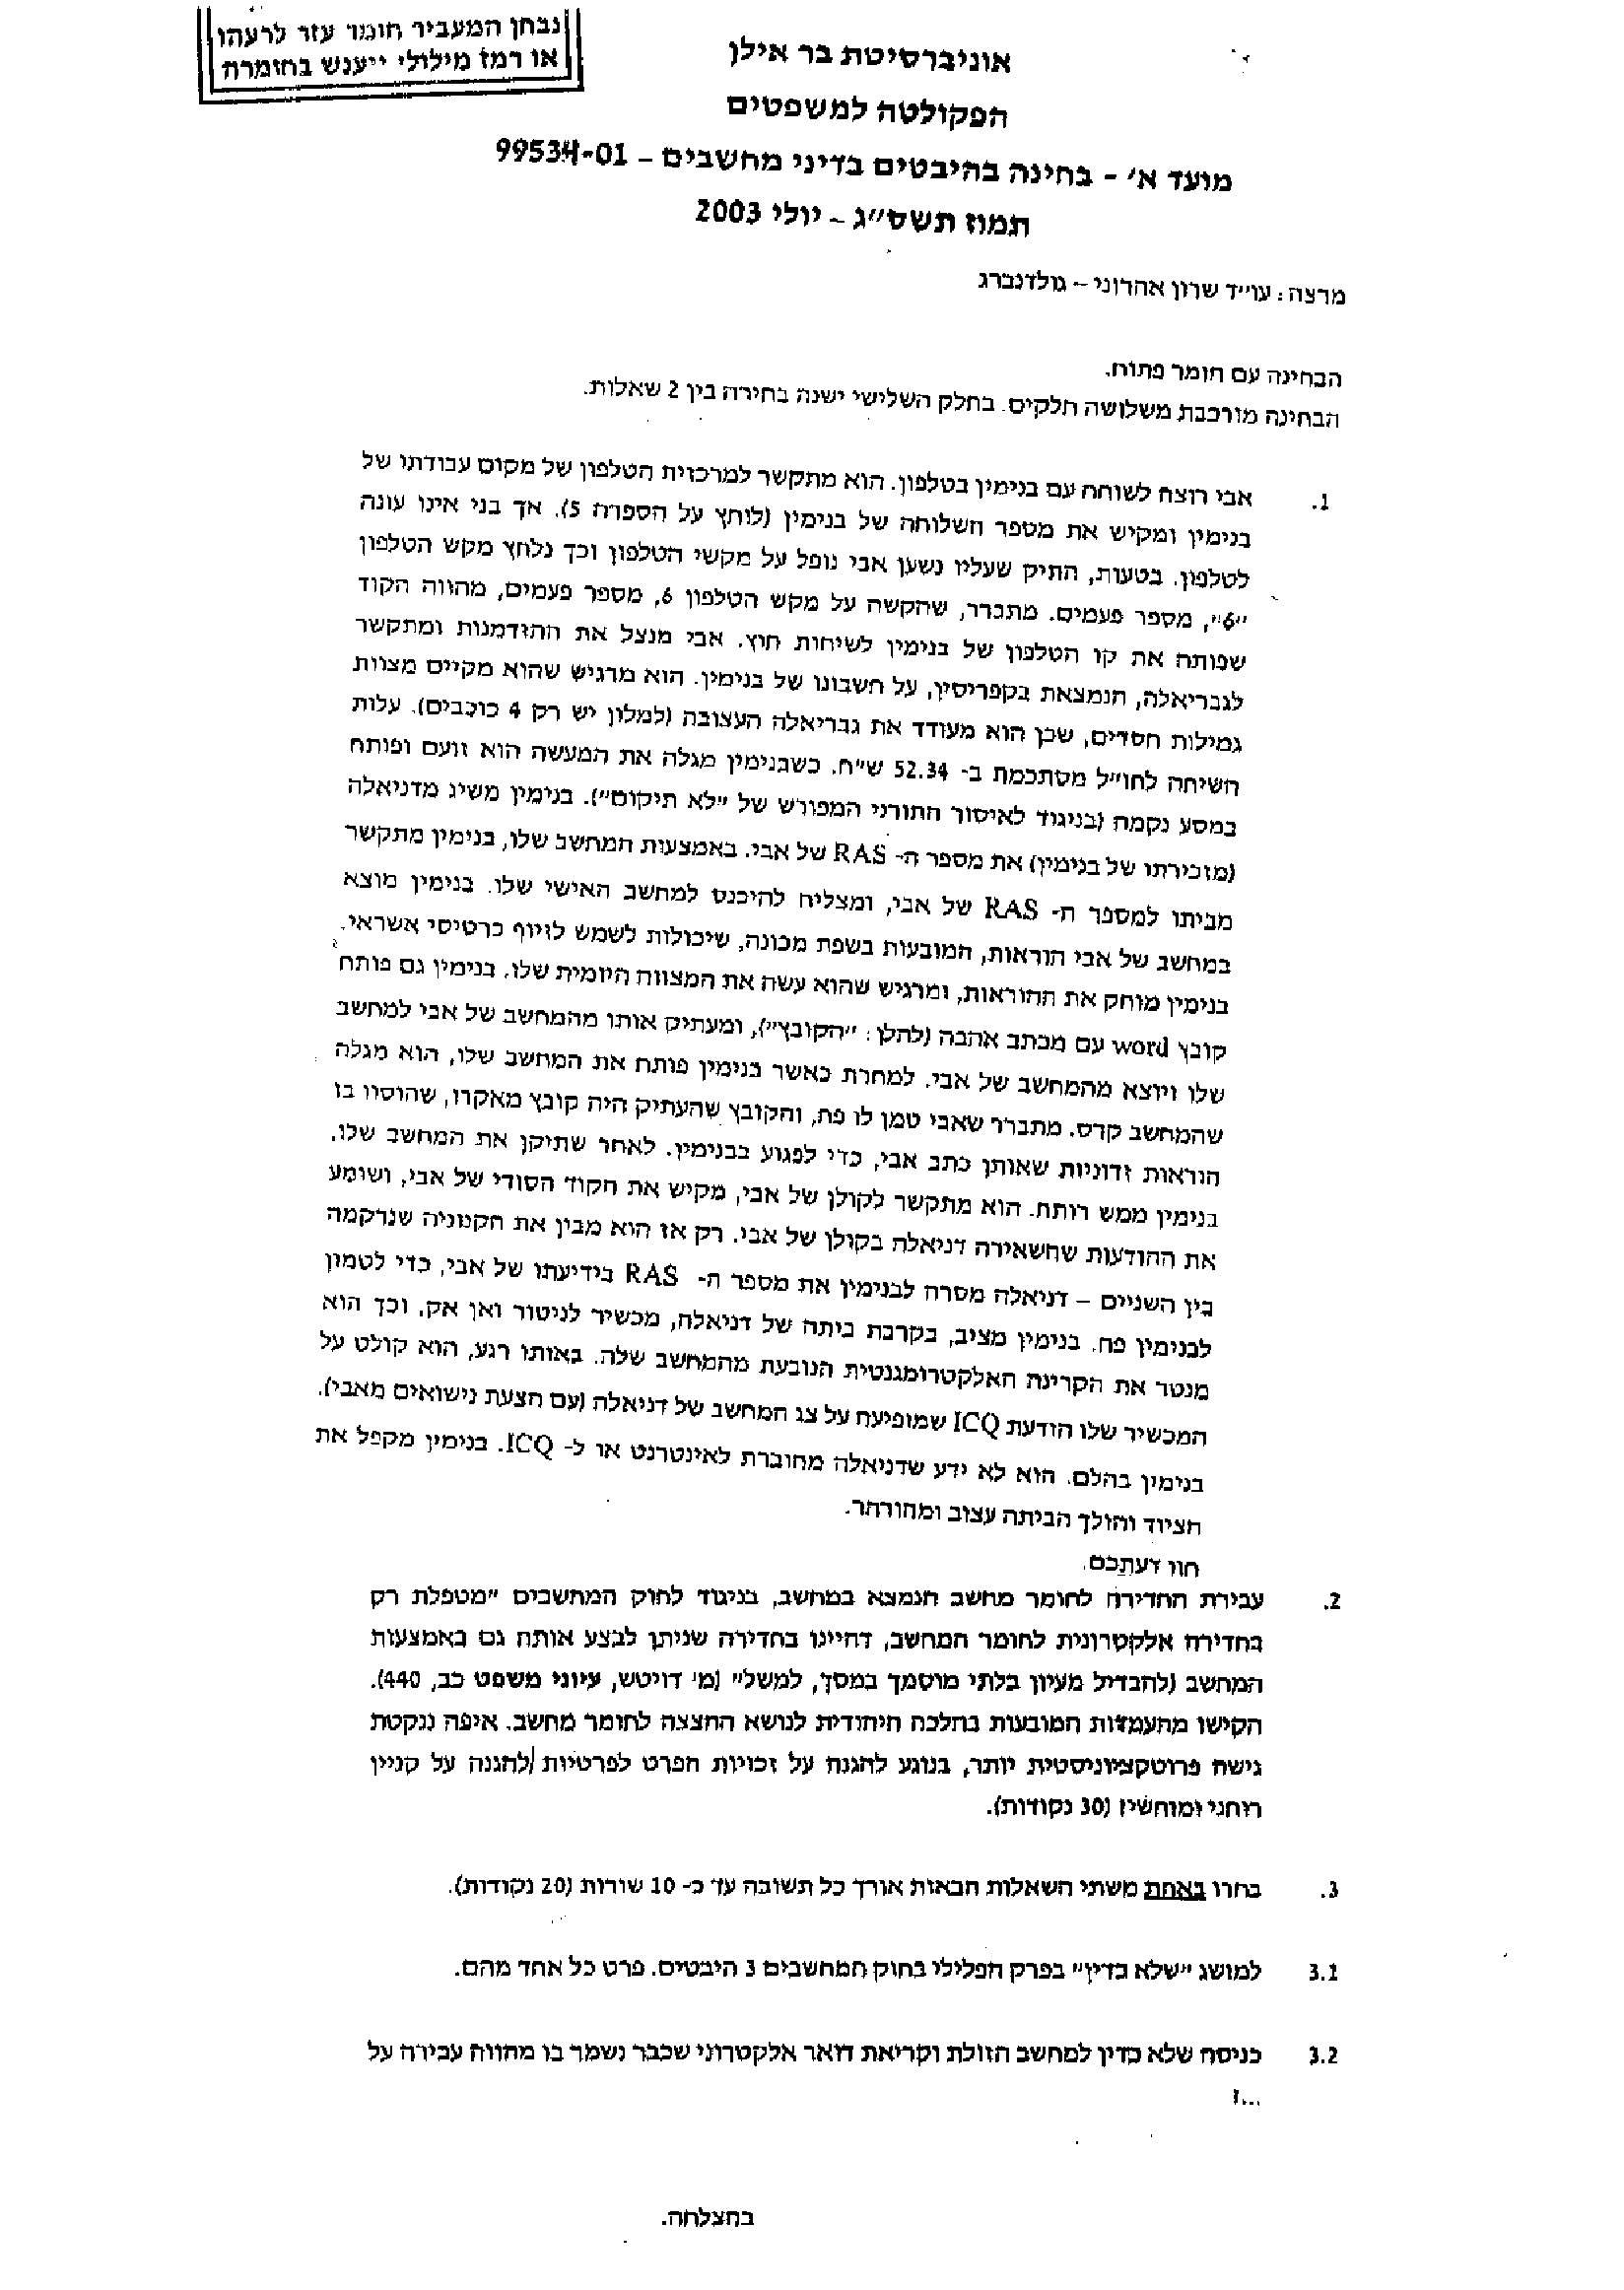 נבחן המעביר חומר עזר לרעהו
או רמז מילולי ייענש בחומרה
אוניברסיטת בר אילן
הפקולטה למשפטים
מועד א' - בחינה בהיבטים בדיני מחשבים – 99534-01
תמוז תשס"ג – יולי 2003
מרצה: עו"ד שרון אהרוני – גולדנברג
הבחינה עם חומר פתוח.
הבחינה מורכבת משלושה חלקים. בחלק השלישי ישנה בחירה בין 2 שאלות.
1. אבי רוצה לשוחח עם בנימין בטלפון. הוא מתקשר למרכזית הטלפון של מקום עבודתו של
בנימין ומקיש את מספר השלוחה של בנימין (לוחץ על הספרה 5). אך בני אינו עונה
לטלפון. בטעות, התיק שעליו נשען אבי נופל על מקשי הטלפון וכך נלחץ מקש הטלפון
"6", מספר פעמים. מתברר, שהקשה על מקש הטלפון 6, מספר פעמים, מהווה הקוד
שפותח את קו הטלפון של בנימין לשיחות חוץ. אבי מנצל את ההזדמנות ומתקשר
לגבריאלה, הנמצאת בקפריסין, על חשבונו של בנימין. הוא מרגיש שהוא מקיים מצוות
גמילות חסדים, שכן הוא מעודד את גבריאלה העצובה (למלון יש רק 4 כוכבים). עלות
השיחה לחו"ל מסתכמת ב- 52.34 ש"ח. כשבנימין מגלה את המעשה הוא זועם ופותח
במסע נקמה (בניגוד לאיסור התורני המפורש של "לא תיקום"). בנימין משיג מדניאלה
(מזכירתו של בנימין) את מספר ה- RAS של אבי. באמצעות המחשב שלו, בנימין מתקשר
מביתו למספר ה- RAS של אבי, ומצליח להיכנס למחשב האישי שלו. בנימין מוצא
במחשב של אבי הוראות, המובעות בשפת מכונה, שיכולות לשמש לזיוף כרטיסי אשראי.
בנימין מוחק את ההוראות, ומרגיש שהוא עשה את המצווה היומית שלו. בנימין גם פותח
קובץ word עם מכתב אהבה (להלן: "הקובץ"), ומעתיק אותו מהמחשב של אבי למחשב
שלו ויוצא מהמחשב של אבי. למחרת כאשר בנימין פותח את המחשב שלו, הוא מגלה
שהמחשב קרס. מתברר שאבי טמן לו פח, והקובץ שהעתיק היה קובץ מאקרו, שהוסוו בו
הוראות זדוניות שאותן כתב אבי, כדי לפגוע בבנימין. לאחר שתיקן את המחשב שלו,
בנימין ממש רותח. הוא מתקשר לקולן של אבי, מקיש את הקוד הסודי של אבי, ושומע
את ההודעות שהשאירה דניאלה בקולן של אבי. רק אז הוא מבין את הקנוניה שנרקמה
בין השניים – דניאלה מסרה לבנימין את מספר ה- RAS בידיעתו של אבי, כדי לטמון
לבנימין פח. בנימין מציב, בקרבת ביתה של דניאלה, מכשיר לניטור ואן אק, וכך הוא
מנטר את הקרינה האלקטרומגנטית הנובעת מהמחשב שלה. באותו רגע, הוא קולט על
המכשיר שלו הודעת ICQ שמופיעה על צג המחשב של דניאלה (עם הצעת נישואים מאבי).
בנימין בהלם. הוא לא ידע שדניאלה מחוברת לאינטרנט או ל- ICQ. בנימין מקפל את
הציוד והולך הביתה עצוב ומהורהר.
חוו דעתכם.
2. עבירת החדירה לחומר מחשב הנמצא במחשב, בניגוד לחוק המחשבים "מטפלת רק
בחדירה אלקטרונית לחומר המחשב, דהיינו בחדירה שניתן לבצע אותה גם באמצעות
המחשב (להבדיל מעיון בלתי מוסמך במסך, למשל" (מ' דויטש, עיוני משפט כב, 440).
הקישו מהעמדות המובעות בהלכה היהודית לנושא ההצצה לחומר מחשב. איפה ננקטת
גישה פרוטקציוניסטית יותר, בנוגע להגנה על זכויות הפרט לפרטיות /להגנה על קניין
רוחני ומוחשי? (30 נקודות).
3. בחרו באחת משתי השאלות הבאות אורך כל תשובה עד כ- 10 שורות (20 נקודות).
3.1 למושג "שלא כדין" בפרק הפלילי בחוק המחשבים 3 היבטים. פרט כל אחד מהם.
3.2 כניסה שלא כדין למחשב הזולת וקריאת דואר אלקטרוני שכבר נשמר בו מהווה עבירה על
...?
בהצלחה.